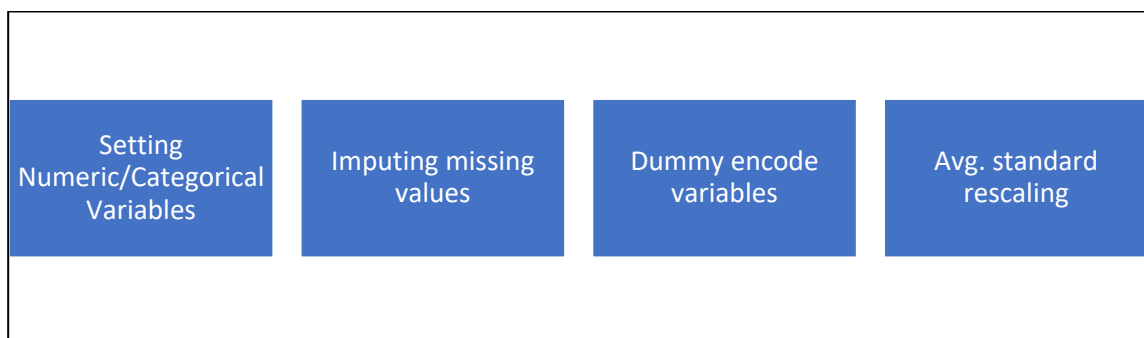 Setting
Numeric/Categorical
Variables
Imputing missing
values
Dummy encode
variables
Avg. standard
rescaling